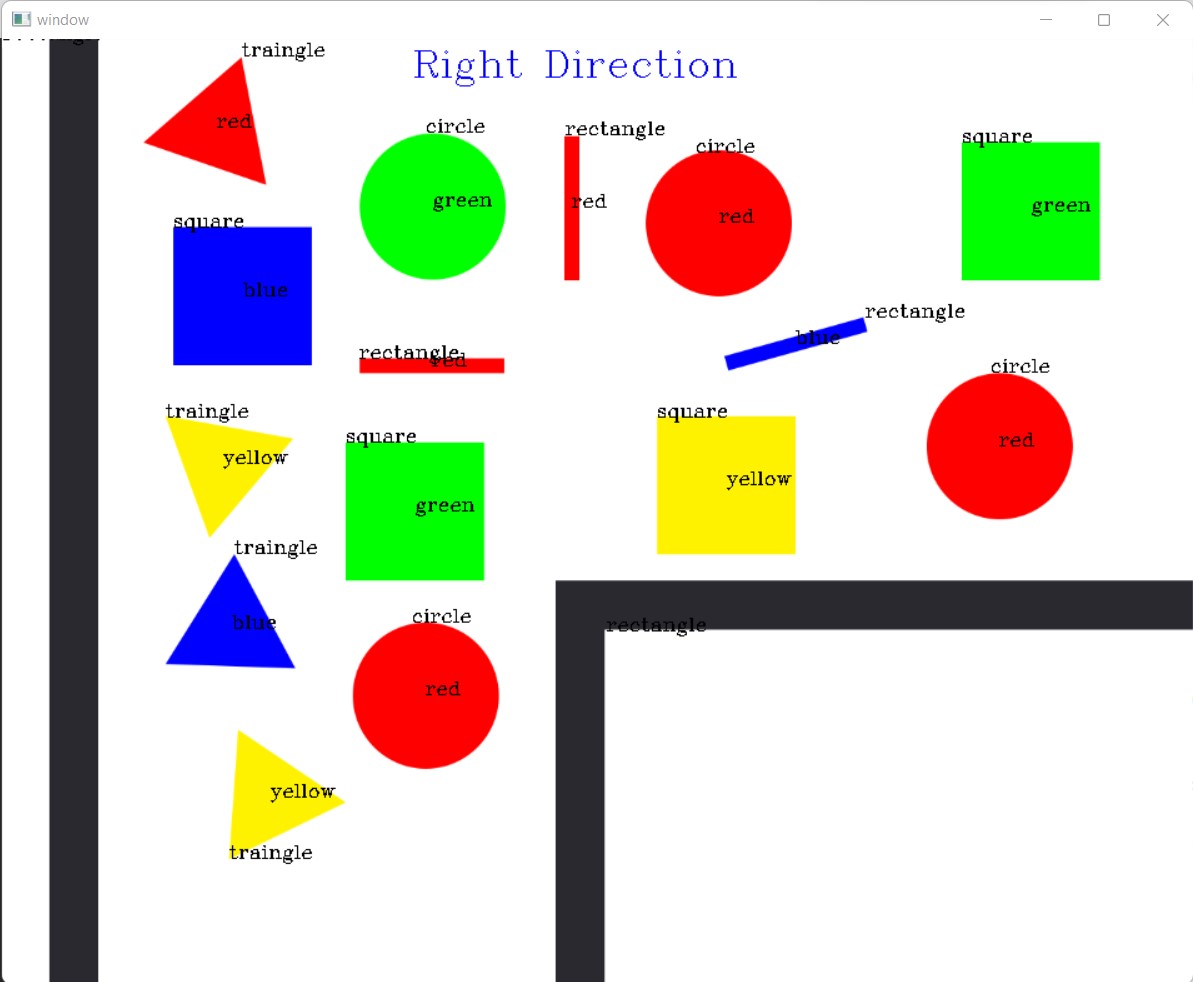 window
traingle
Right Direction
red
circle
green
rectangle
red
circle
red
square
green
square
blue
rectangle
blue
rectangle
red
circle
red
traingle
yellow
square
green
square
yellow
traingle
blue
circle
red
rectangle
yellow
traingle